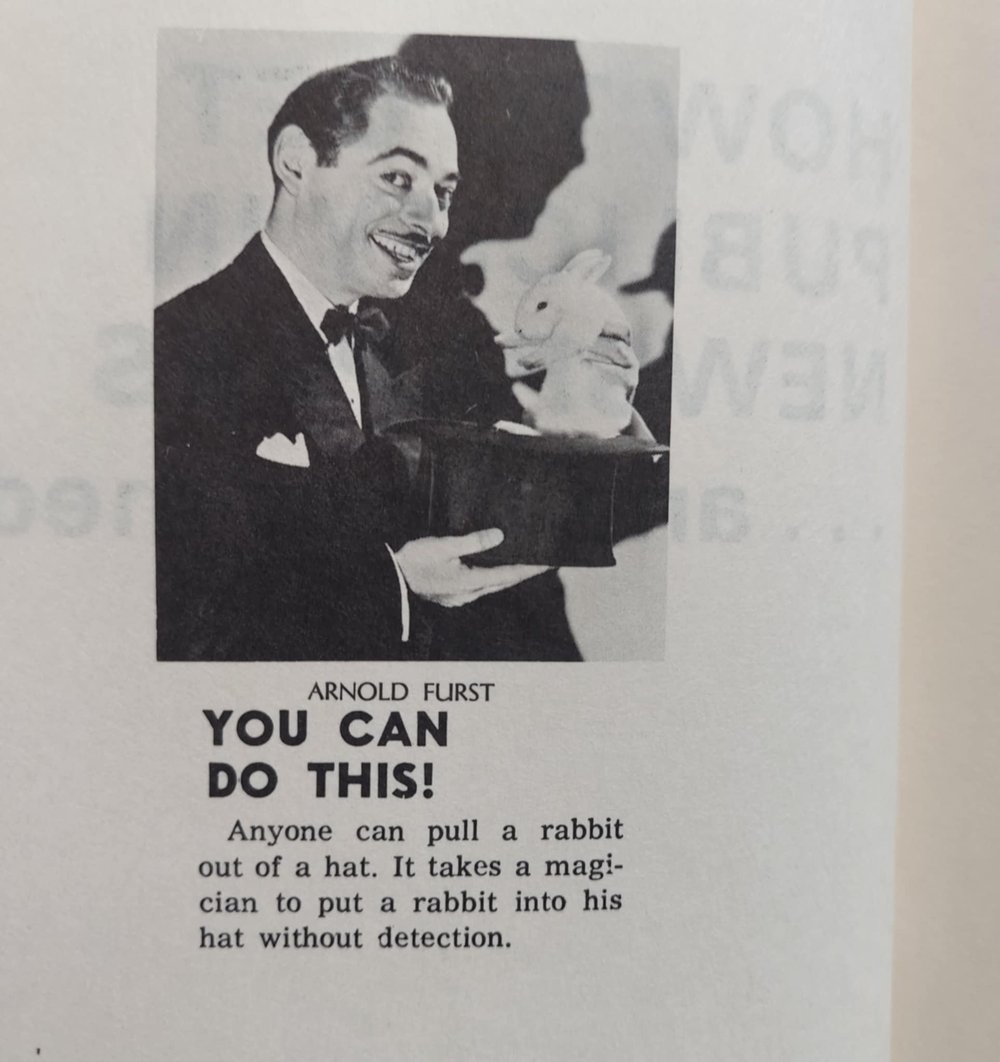 ARNOLD FURST
YOU CAN
DO THIS!
Anyone can pull a rabbit
out of a hat. It takes a magi-
cian to put a rabbit into his
hat without detection.